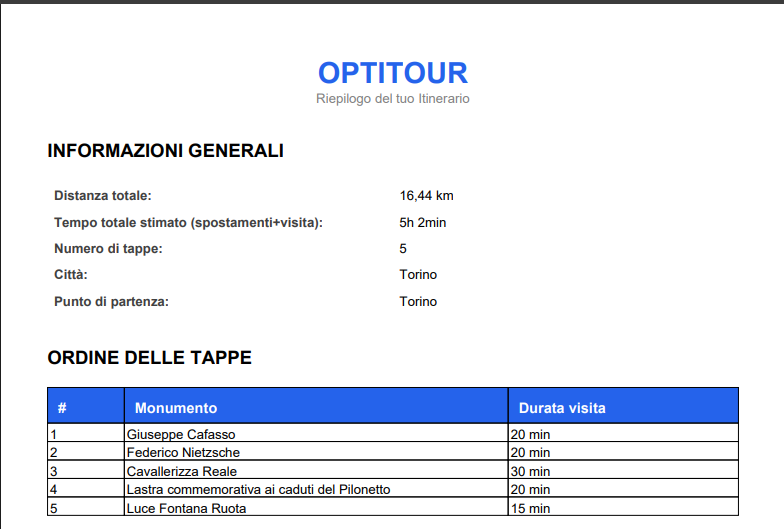 OPTITOUR
Riepilogo del tuo Itinerario
INFORMAZIONI GENERALI
Distanza totale: 16,44 km
Tempo totale stimato (spostamenti+visita): 5h 2min
Numero di tappe: 5
Città: Torino
Punto di partenza: Torino
ORDINE DELLE TAPPE
# Monumento Durata visita
1 Giuseppe Cafasso 20 min
2 Federico Nietzsche 20 min
3 Cavallerizza Reale 30 min
4 Lastra commemorativa ai caduti del Pilonetto 20 min
5 Luce Fontana Ruota 15 min